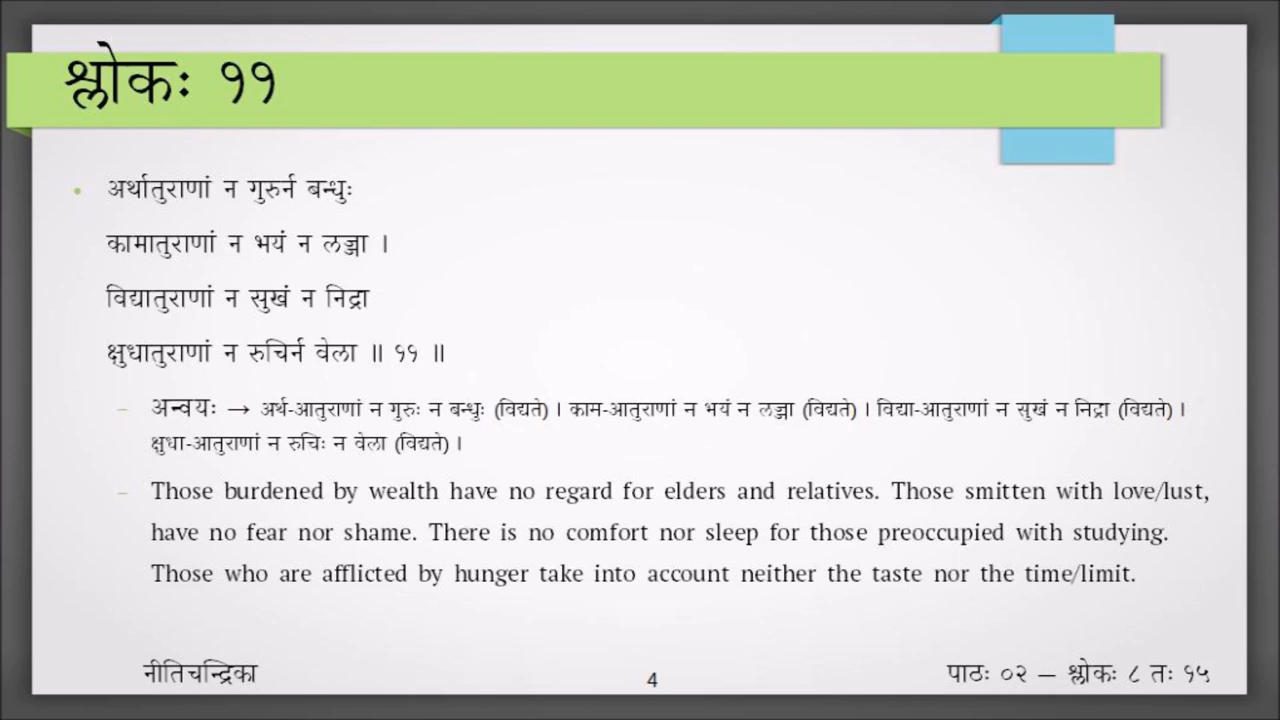 श्लोकः ११
अर्थातुराणां न गुरुर्न बन्धुः
कामातुराणां न भयं न लज्जा ।
विद्यातुराणां न सुखं न निद्रा
क्षुधातुराणां न रुचिर्न वेला ॥ ११ ॥
अन्वयः → अर्थ-आतुराणां न गुरुः न बन्धुः (विद्यते) । काम-आतुराणां न भयं न लज्जा (विद्यते) । विद्या-आतुराणां न सुखं न निद्रा (विद्यते) ।
क्षुधा-आतुराणां न रुचिः न वेला (विद्यते) ।
Those burdened by wealth have no regard for elders and relatives. Those smitten with love/lust,
have no fear nor shame. There is no comfort nor sleep for those preoccupied with studying.
Those who are afflicted by hunger take into account neither the taste nor the time/limit.
नीतिचन्द्रिका 4 पाठः ०२ – श्लोकः ८ तः १५